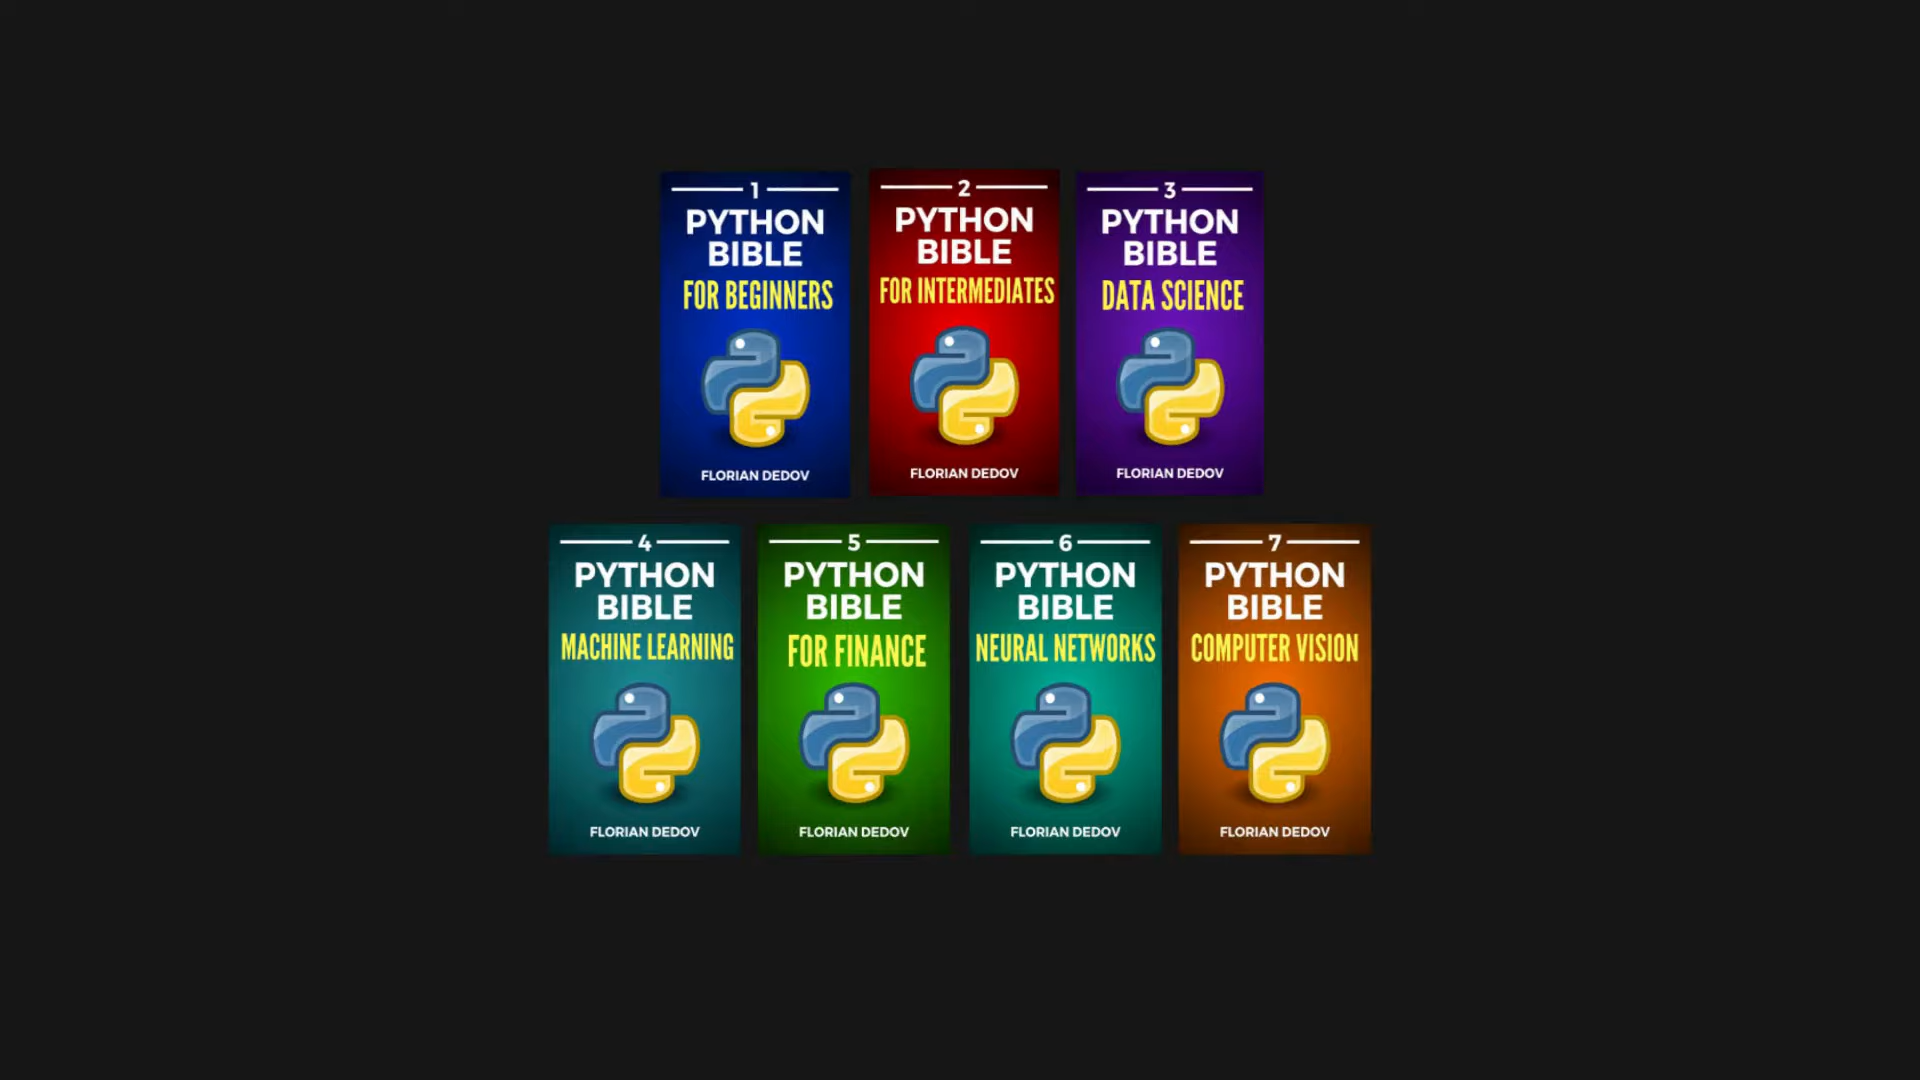 1
PYTHON
BIBLE
FOR BEGINNERS
FLORIAN DEDOV
2
PYTHON
BIBLE
FOR INTERMEDIATES
FLORIAN DEDOV
3
PYTHON
BIBLE
DATA SCIENCE
FLORIAN DEDOV
4
PYTHON
BIBLE
MACHINE LEARNING
FLORIAN DEDOV
5
PYTHON
BIBLE
FOR FINANCE
FLORIAN DEDOV
6
PYTHON
BIBLE
NEURAL NETWORKS
FLORIAN DEDOV
7
PYTHON
BIBLE
COMPUTER VISION
FLORIAN DEDOV